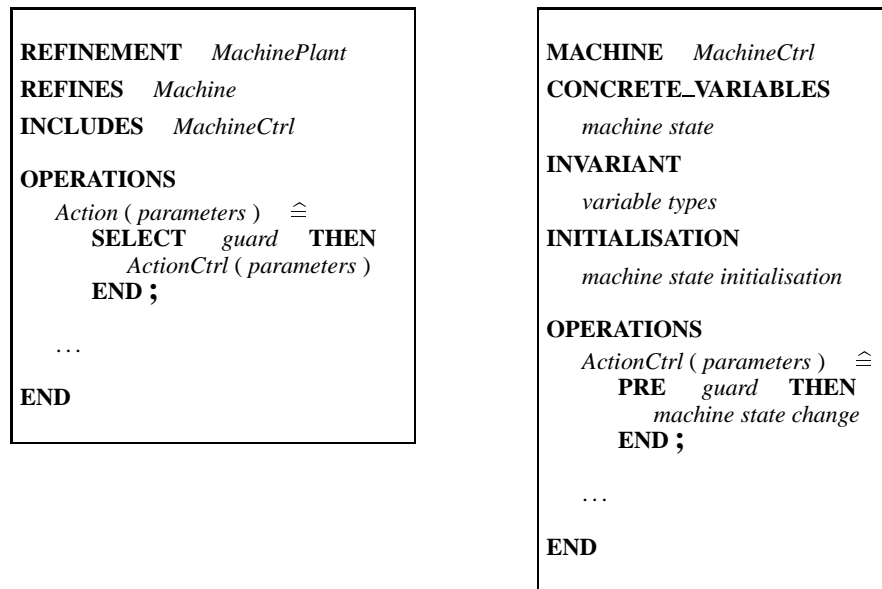 REFINEMENT MachinePlant
REFINES Machine
INCLUDES MachineCtrl
OPERATIONS
Action ( parameters ) ≙
SELECT guard THEN
ActionCtrl ( parameters )
END ;
...
END
MACHINE MachineCtrl
CONCRETE_VARIABLES
machine state
INVARIANT
variable types
INITIALISATION
machine state initialisation
OPERATIONS
ActionCtrl ( parameters ) ≙
PRE guard THEN
machine state change
END ;
...
END